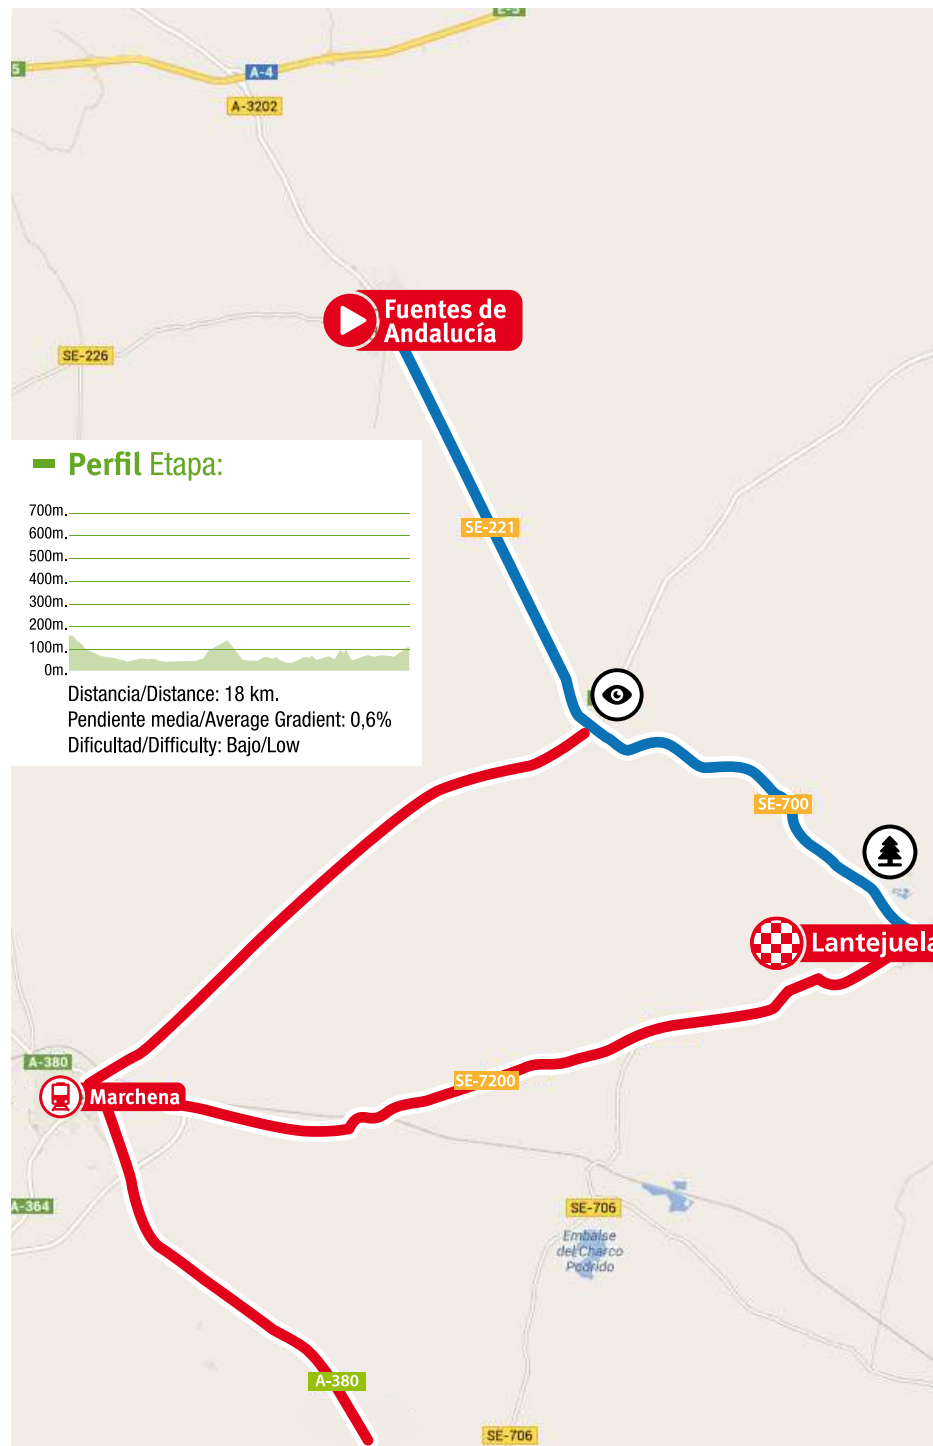 E-5
5
A-4
A-3202
Fuentes de
Andalucía
SE-226
Perfil Etapa:
700m.
600m.
500m.
400m.
300m.
200m.
100m.
0m.
Distancia/Distance: 18 km.
Pendiente media/Average Gradient: 0,6%
Dificultad/Difficulty: Bajo/Low
SE-221
SE-700
Lantejuela
A-380
Marchena
SE-7200
A-364
SE-706
Embalse
del Charco
Podrido
A-380
SE-706